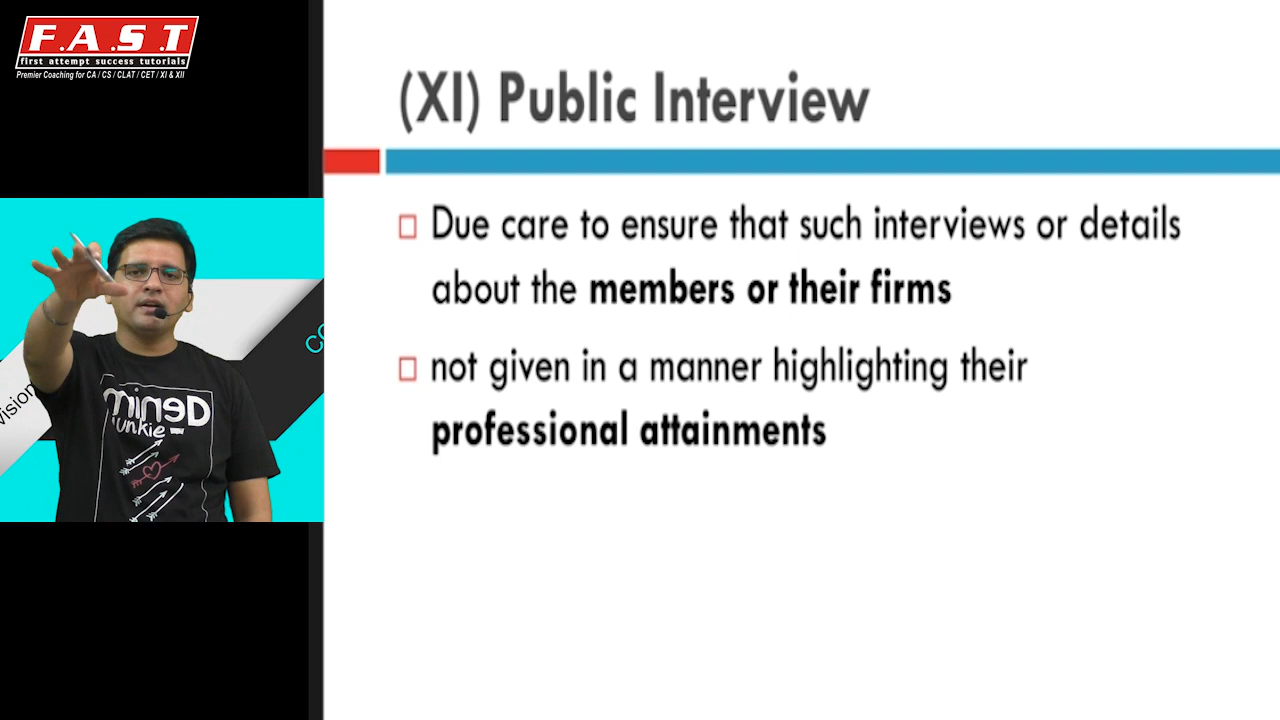 F.A.S.T
first attempt success tutorials
Premier Coaching for CA / CS / CLAT / CET / XI & XII
(XI) Public Interview
Due care to ensure that such interviews or details
about the members or their firms
not given in a manner highlighting their
professional attainments
vision
Denim
Junkie